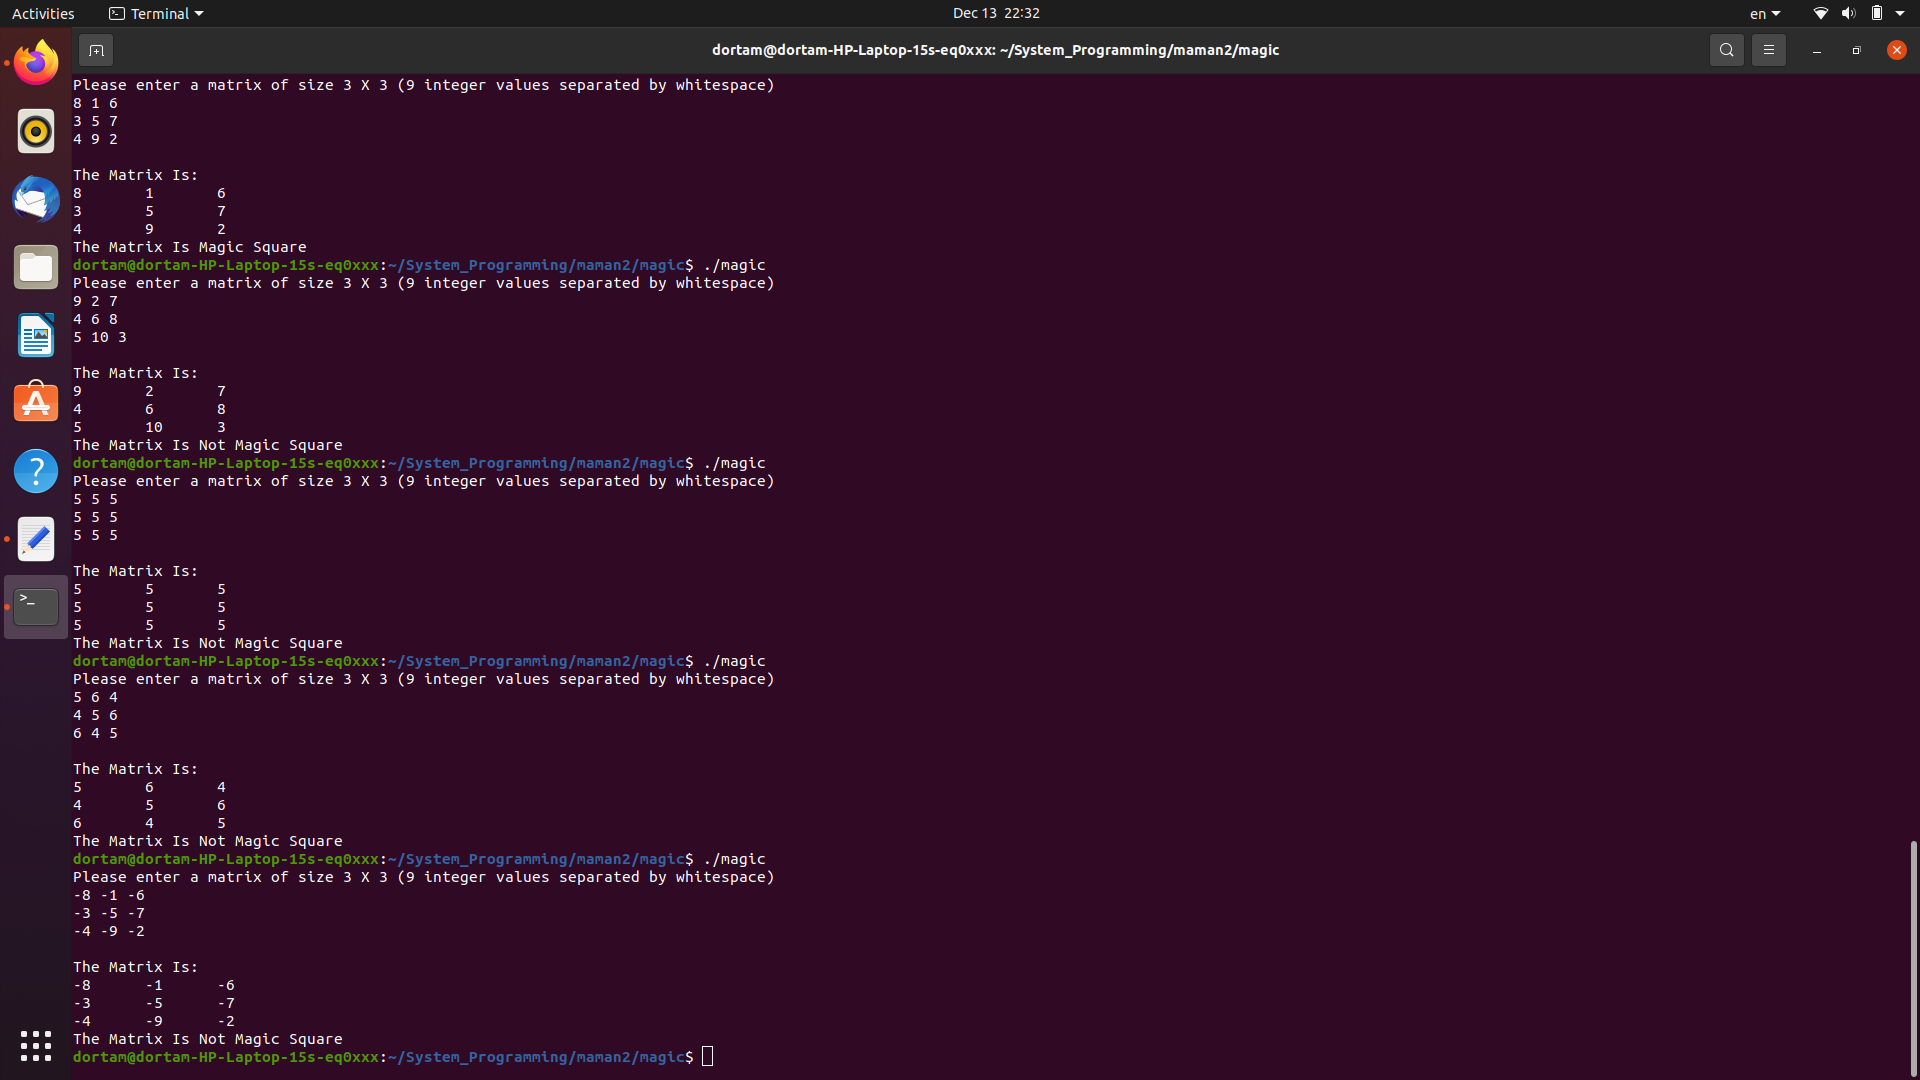 Activities Terminal Dec 13 22:32 en
dortam@dortam-HP-Laptop-15s-eq0xxx: ~/System_Programming/maman2/magic
Please enter a matrix of size 3 X 3 (9 integer values separated by whitespace)
8 1 6
3 5 7
4 9 2
The Matrix Is:
8 1 6
3 5 7
4 9 2
The Matrix Is Magic Square
dortam@dortam-HP-Laptop-15s-eq0xxx:~/System_Programming/maman2/magic$ ./magic
Please enter a matrix of size 3 X 3 (9 integer values separated by whitespace)
9 2 7
4 6 8
5 10 3
The Matrix Is:
9 2 7
4 6 8
5 10 3
The Matrix Is Not Magic Square
dortam@dortam-HP-Laptop-15s-eq0xxx:~/System_Programming/maman2/magic$ ./magic
Please enter a matrix of size 3 X 3 (9 integer values separated by whitespace)
5 5 5
5 5 5
5 5 5
The Matrix Is:
5 5 5
5 5 5
5 5 5
The Matrix Is Not Magic Square
dortam@dortam-HP-Laptop-15s-eq0xxx:~/System_Programming/maman2/magic$ ./magic
Please enter a matrix of size 3 X 3 (9 integer values separated by whitespace)
5 6 4
4 5 6
6 4 5
The Matrix Is:
5 6 4
4 5 6
6 4 5
The Matrix Is Not Magic Square
dortam@dortam-HP-Laptop-15s-eq0xxx:~/System_Programming/maman2/magic$ ./magic
Please enter a matrix of size 3 X 3 (9 integer values separated by whitespace)
-8 -1 -6
-3 -5 -7
-4 -9 -2
The Matrix Is:
-8 -1 -6
-3 -5 -7
-4 -9 -2
The Matrix Is Not Magic Square
dortam@dortam-HP-Laptop-15s-eq0xxx:~/System_Programming/maman2/magic$